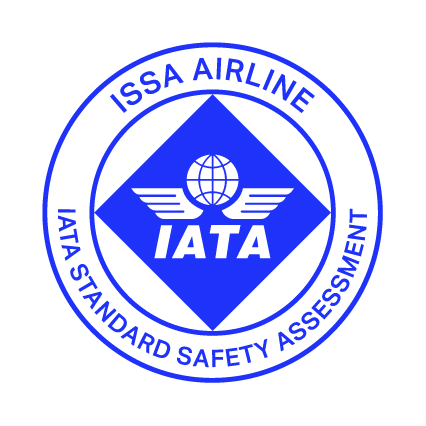 ISSA AIRLINE
IATA
IATA STANDARD SAFETY ASSESSMENT